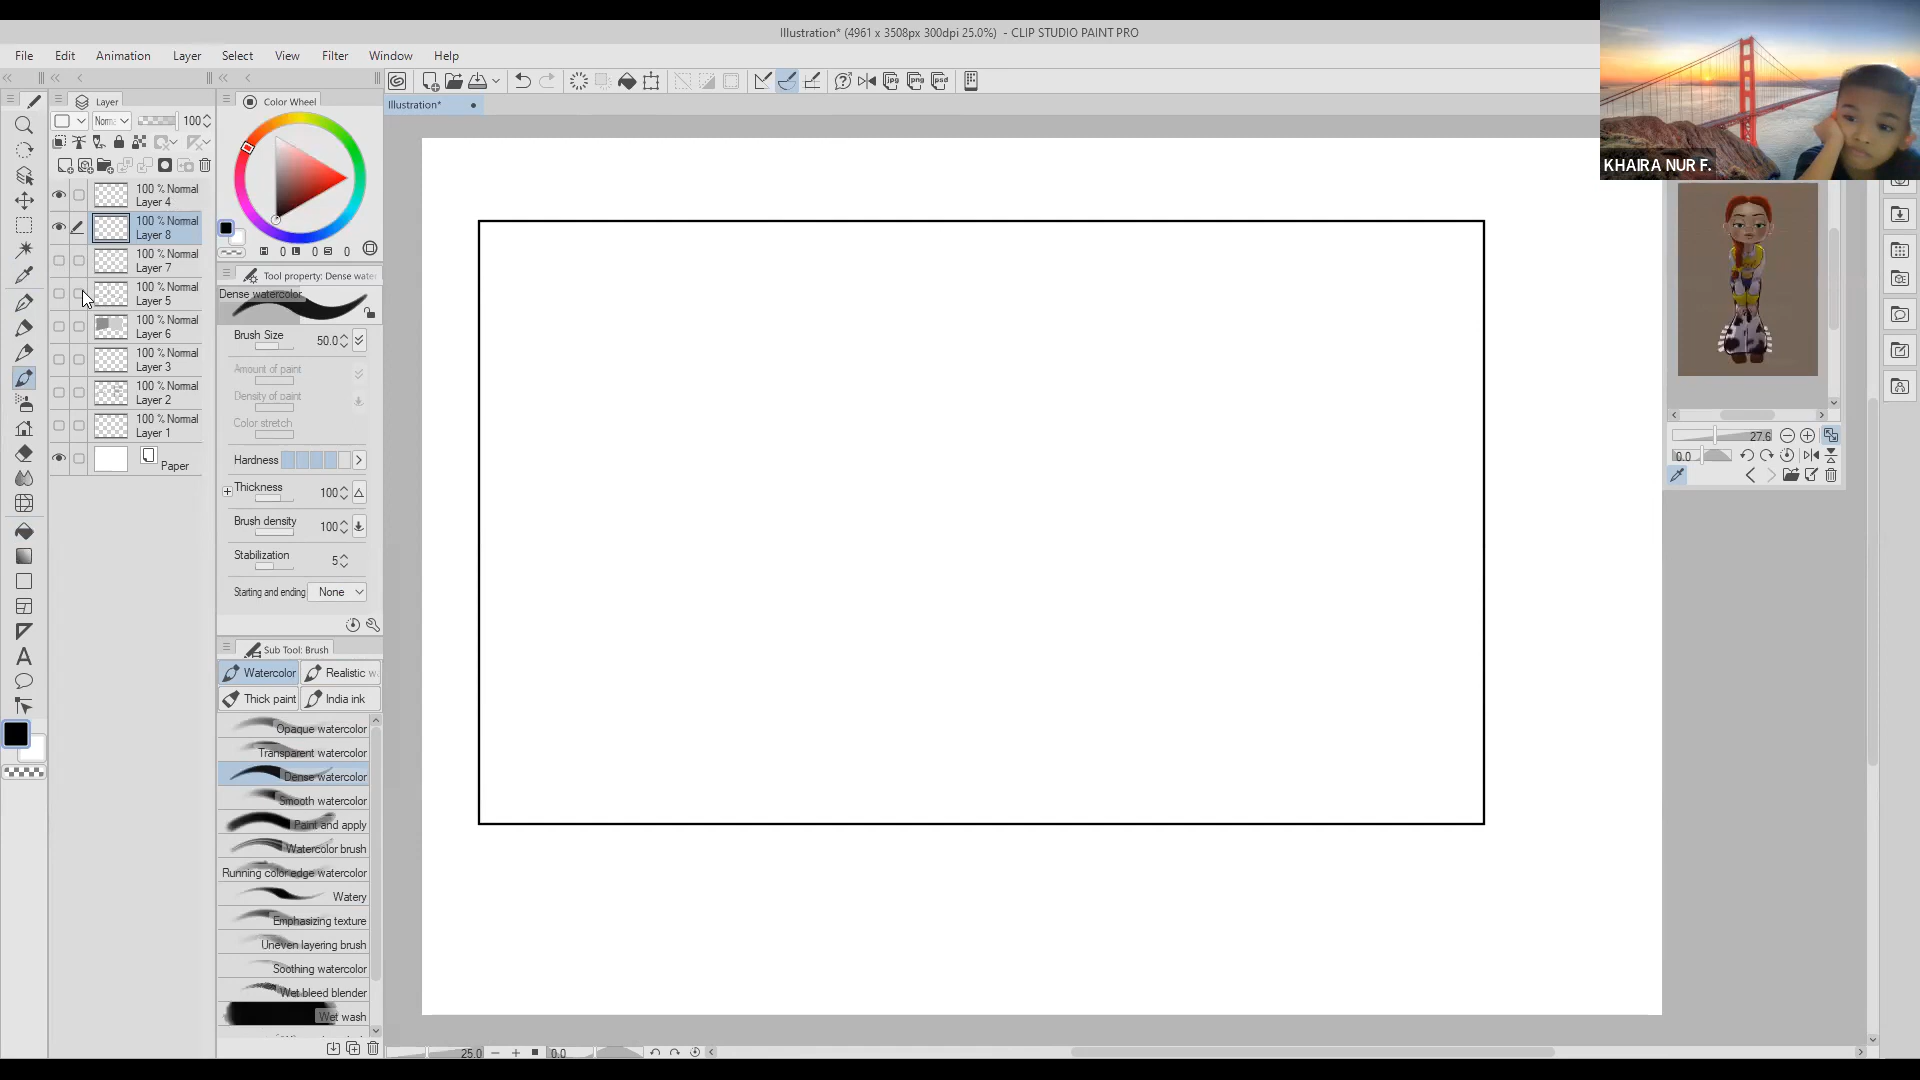 Illustration* (4961 x 3508px 300dpi 25.0%) - CLIP STUDIO PAINT PRO
File Edit Animation Layer Select View Filter Window Help
KHAIRA NUR F.
Layer
Color Wheel
Illustration*
100
100 % Normal
Layer 4
100 % Normal
Layer 8
100 % Normal
Layer 7
100 % Normal
Layer 5
100 % Normal
Layer 6
100 % Normal
Layer 3
100 % Normal
Layer 2
100 % Normal
Layer 1
Paper
H 0 L 0 S 0
Tool property: Dense water
Dense watercolor
Brush Size 50.0
Amount of paint
Density of paint
Color stretch
Hardness
Thickness 100
Brush density 100
Stabilization 5
Starting and ending None
Sub Tool: Brush
Watercolor Realistic
Thick paint India ink
Opaque watercolor
Transparent watercolor
Dense watercolor
Smooth watercolor
Paint and apply
Watercolor brush
Running color edge watercolor
Watery
Emphasizing texture
Uneven layering brush
Soothing watercolor
Wet bleed blender
Wet wash
27.6
0.0
25.0 0.0